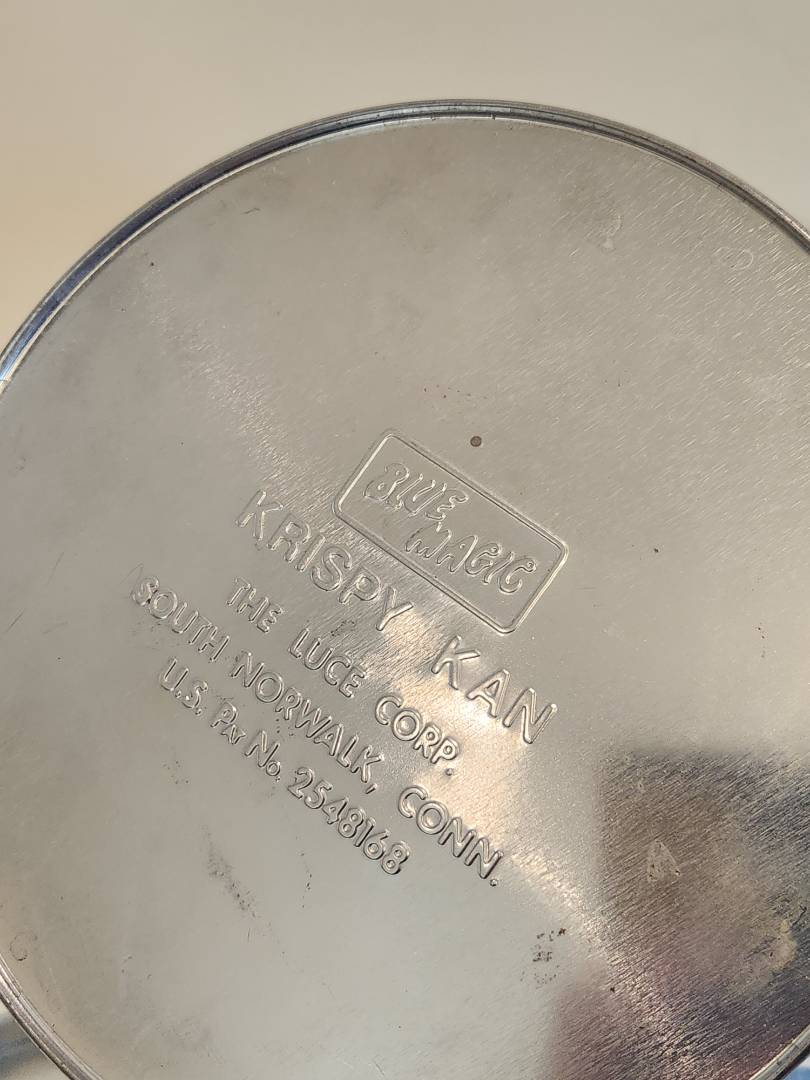 BLUE
MAGIC
KRISPY KAN
THE LUCE CORP.
SOUTH NORWALK, CONN.
U.S. PAT No. 2548168